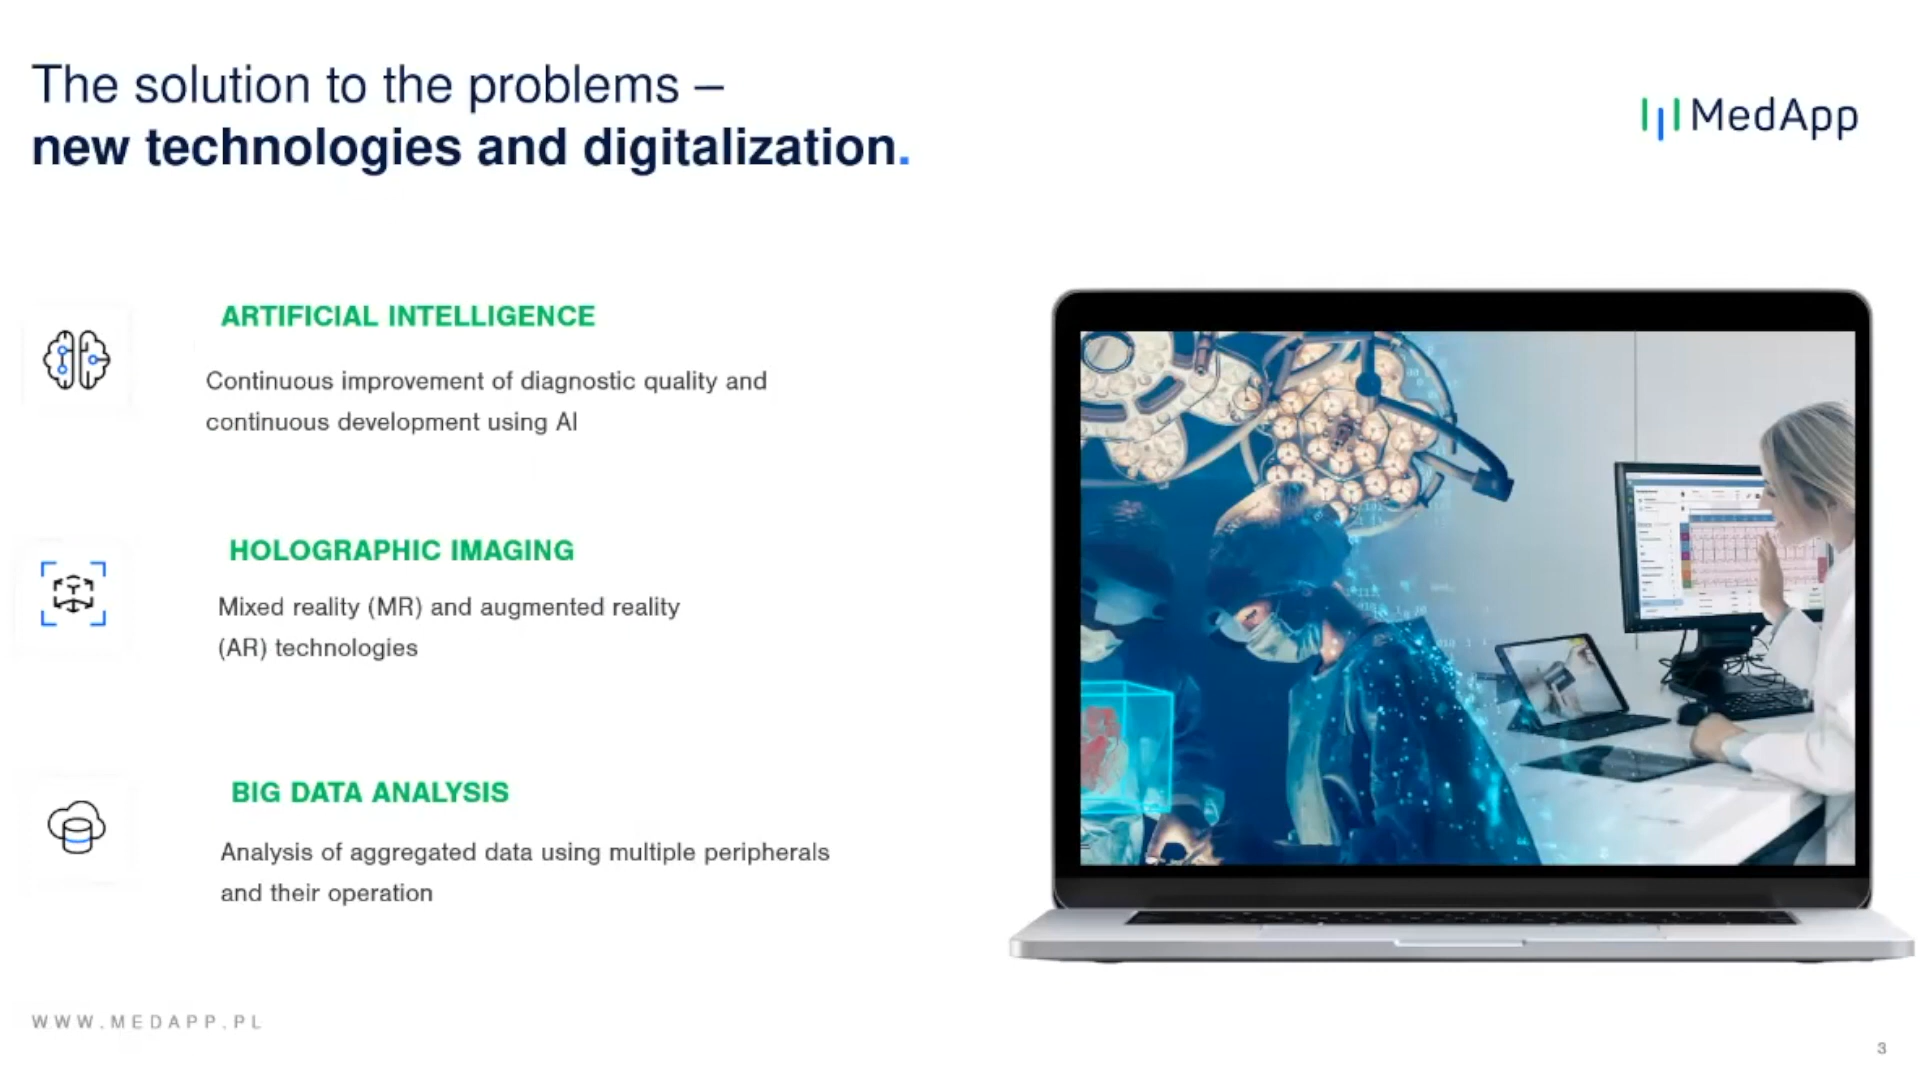 The solution to the problems –
new technologies and digitalization.
MedApp
ARTIFICIAL INTELLIGENCE
Continuous improvement of diagnostic quality and
continuous development using AI
HOLOGRAPHIC IMAGING
Mixed reality (MR) and augmented reality
(AR) technologies
BIG DATA ANALYSIS
Analysis of aggregated data using multiple peripherals
and their operation
WWW.MEDAPP.PL
3